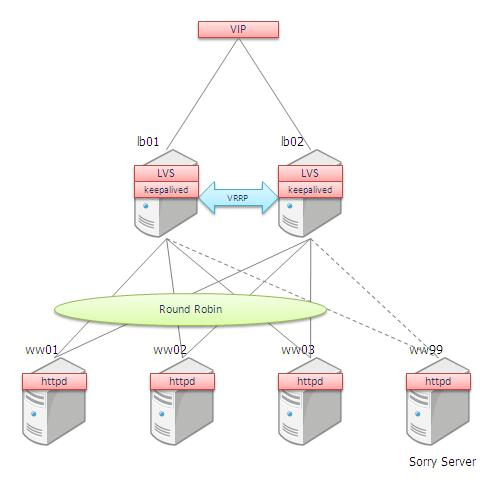 VIP
lb01
lb02
LVS
LVS
keepalived
VRRP
keepalived
Round Robin
ww01
ww02
ww03
ww99
httpd
httpd
httpd
httpd
Sorry Server